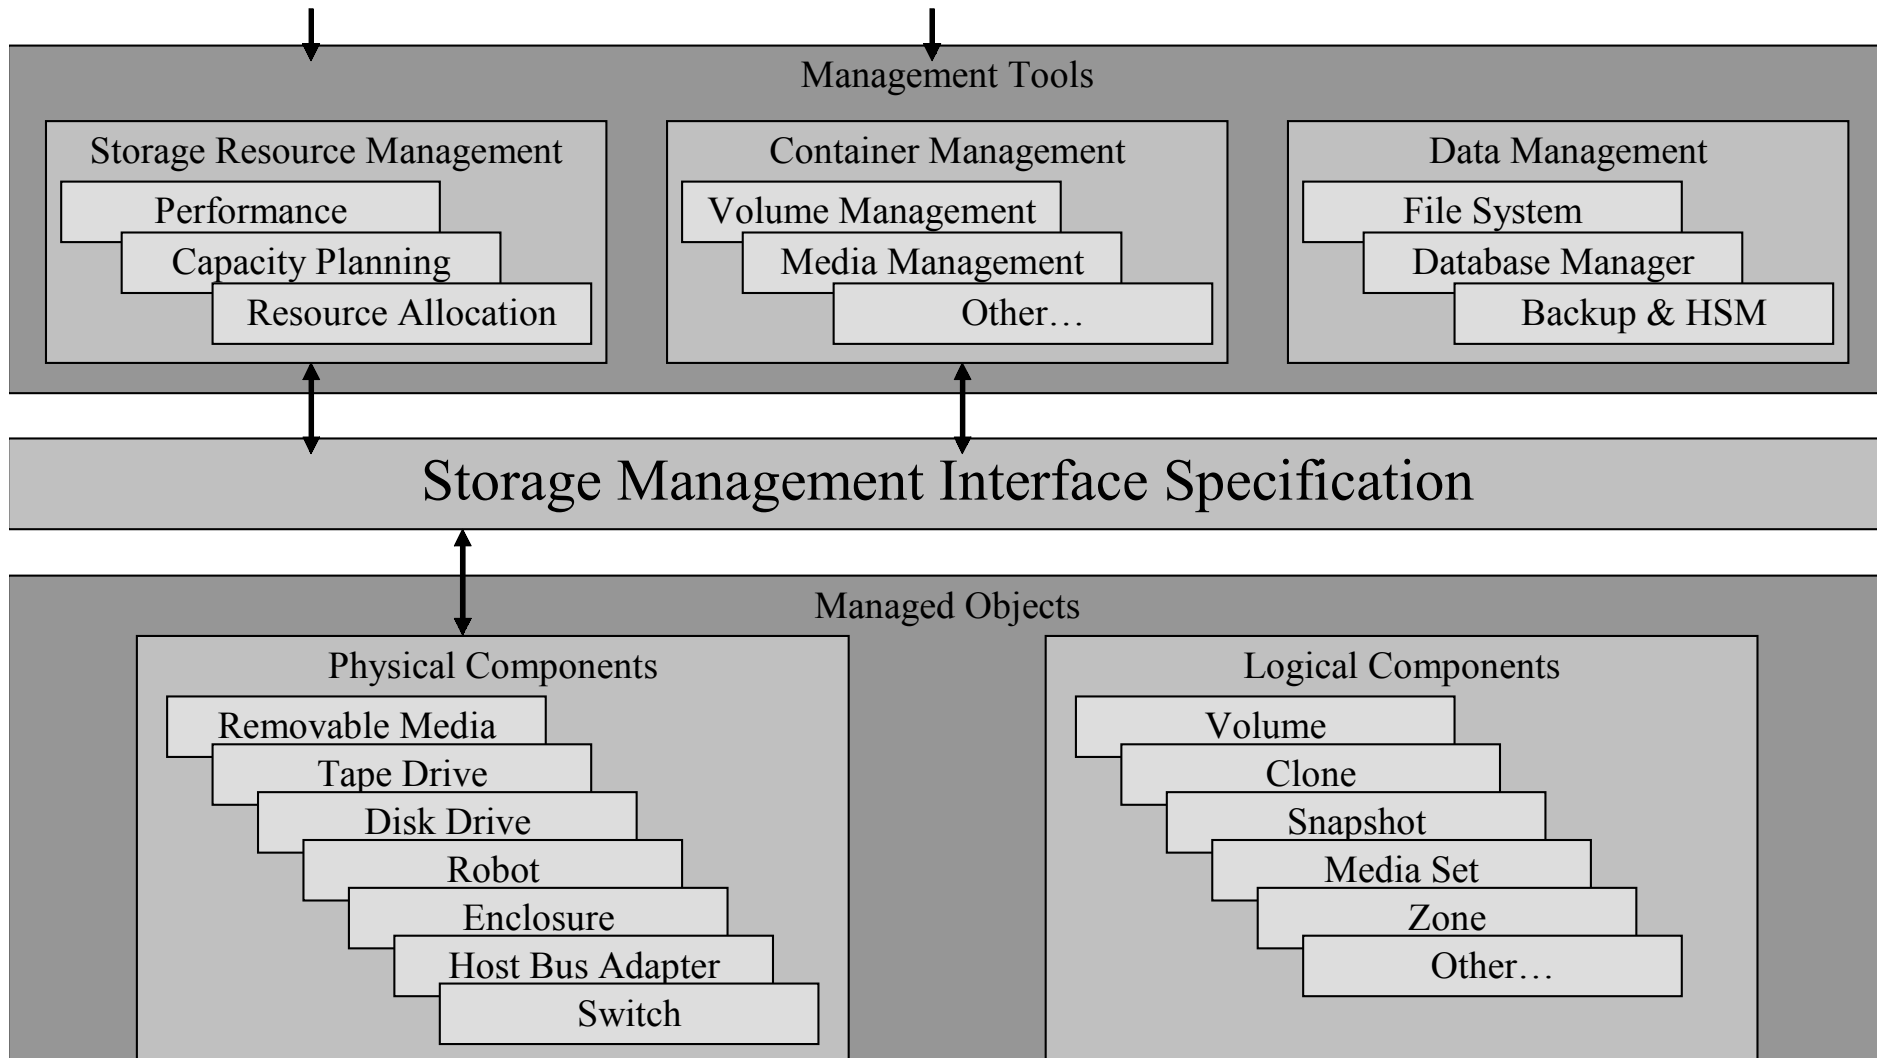 Management Tools
Storage Resource Management
Performance
Capacity Planning
Resource Allocation
Container Management
Volume Management
Media Management
Other…
Data Management
File System
Database Manager
Backup & HSM
Storage Management Interface Specification
Managed Objects
Physical Components
Removable Media
Tape Drive
Disk Drive
Robot
Enclosure
Host Bus Adapter
Switch
Logical Components
Volume
Clone
Snapshot
Media Set
Zone
Other…